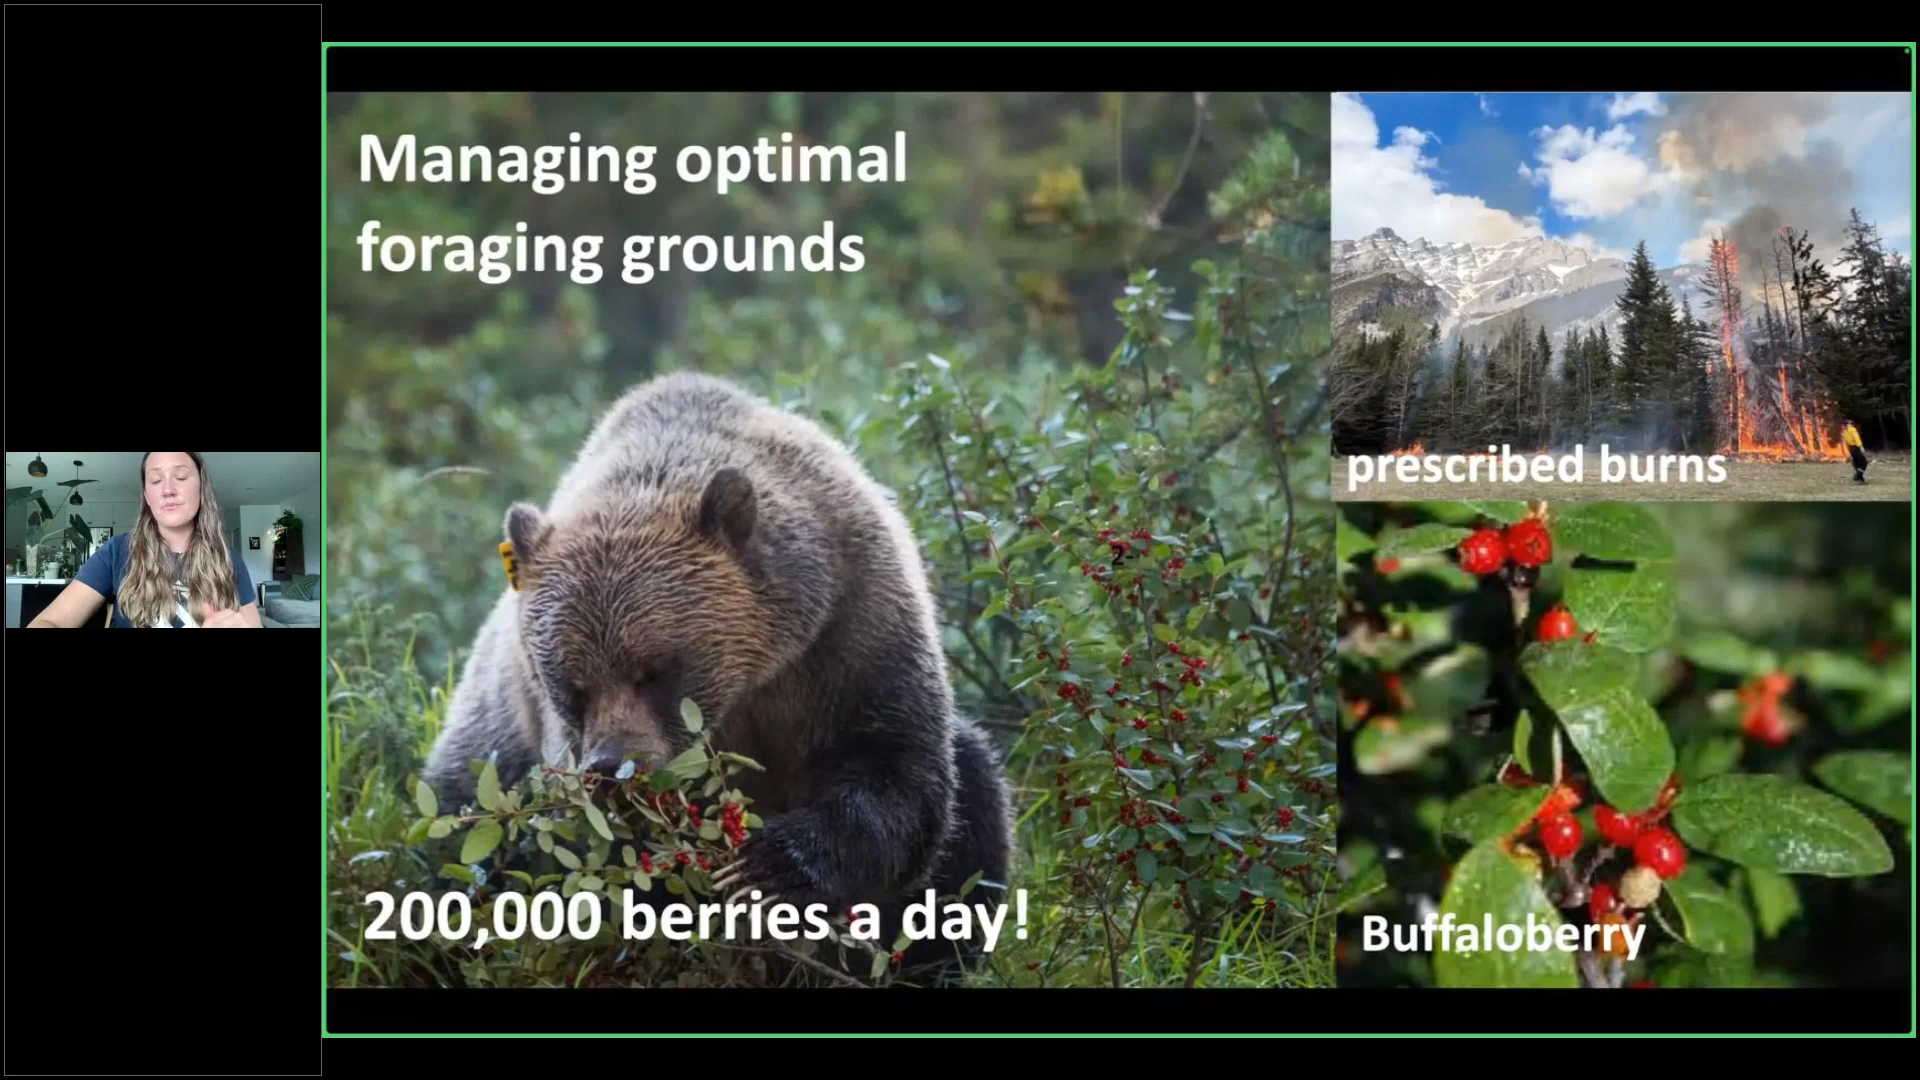 Managing optimal
foraging grounds
200,000 berries a day!
prescribed burns
Buffaloberry